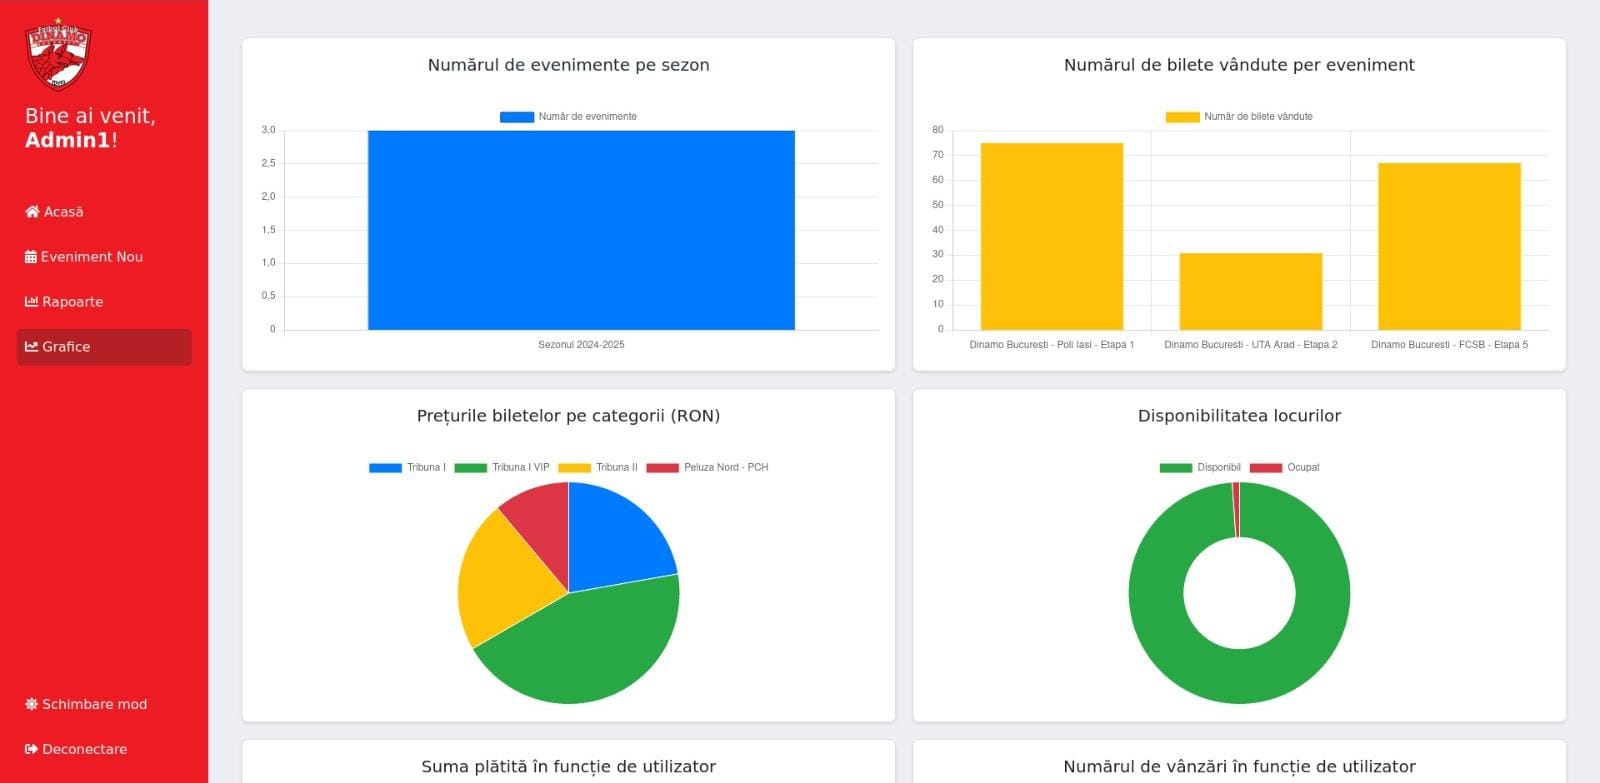 Fotbal Club
DINAMO
Bine ai venit,
Admin1!
Acasă
Eveniment Nou
Rapoarte
Grafice
Schimbare mod
Deconectare
Numărul de evenimente pe sezon
Număr de evenimente
3,0
2,5
2,0
1,5
1,0
0,5
0
Sezonul 2024-2025
Numărul de bilete vândute per eveniment
Număr de bilete vândute
80
70
60
50
40
30
20
10
0
Dinamo Bucuresti - Poli Iasi - Etapa 1 Dinamo Bucuresti - UTA Arad - Etapa 2 Dinamo Bucuresti - FCSB - Etapa 5
Prețurile biletelor pe categorii (RON)
Tribuna I Tribuna I VIP Tribuna II Peluza Nord - PCH
Disponibilitatea locurilor
Disponibil Ocupat
Suma plătită în funcție de utilizator
Numărul de vânzări în funcție de utilizator